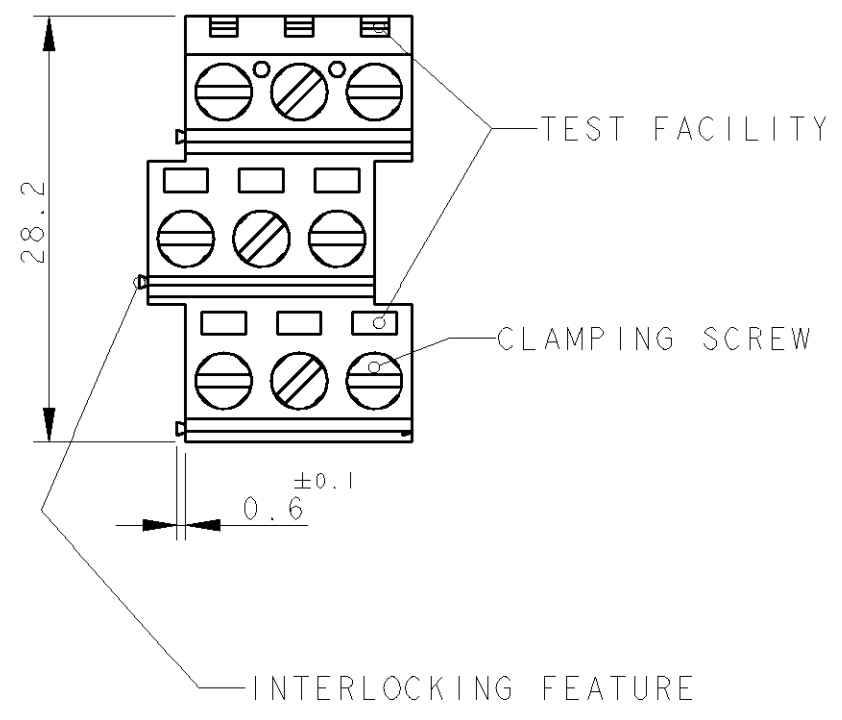 TEST FACILITY
28.2
CLAMPING SCREW
±0.1
0.6
INTERLOCKING FEATURE